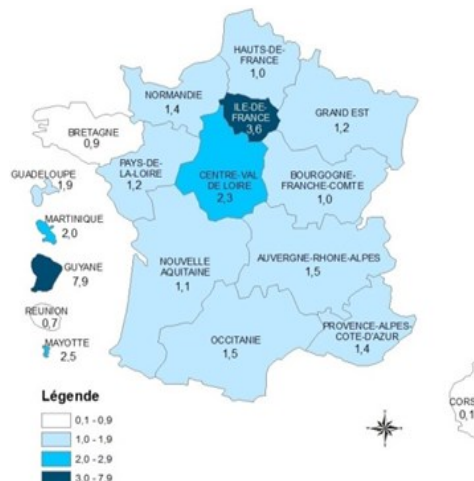 HAUTS-DE-
FRANCE
1,0
NORMANDIE
1,4
ILE-DE-
FRANCE
3,6
GRAND EST
1,2
BRETAGNE
0,9
PAYS-DE-
LA-LOIRE
1,2
CENTRE-VAL
DE LOIRE
2,3
BOURGOGNE-
FRANCHE-COMTE
1,0
GUADELOUPE
1,9
MARTINIQUE
2,0
GUYANE
7,9
REUNION
0,7
MAYOTTE
2,5
NOUVELLE
AQUITAINE
1,1
AUVERGNE-RHONE-ALPES
1,5
OCCITANIE
1,5
PROVENCE-ALPES-
COTE-D'AZUR
1,4
CORS
0,1
Légende
0,1 - 0,9
1,0 - 1,9
2,0 - 2,9
3,0 - 7,9